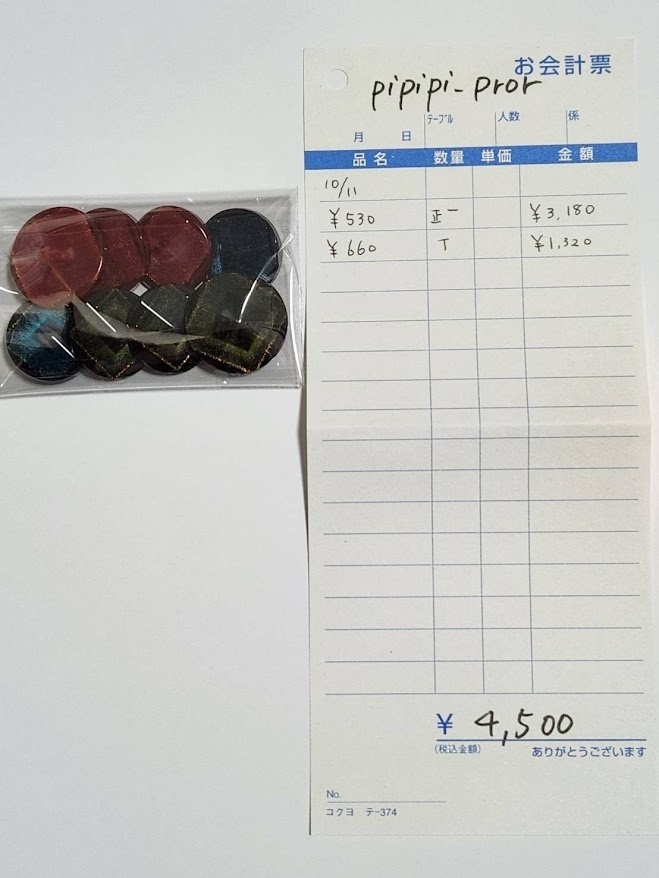 お会計票
pipipi-pror
月 日 テーブル 人数 係
品名 数量 単価 金額
10/11
¥530 正一 ¥3,180
¥660 T ¥1,320
¥ 4,500
(税込金額) ありがとうございます
No.
コクヨ テ-374